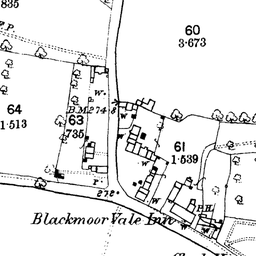 835
F.P.
60
3·673
W.
B.M. 274·8
64
1·513
63
·735
W
W
61
1·539
W
P
272
P.H.
W
W
Blackmoor Vale Inn